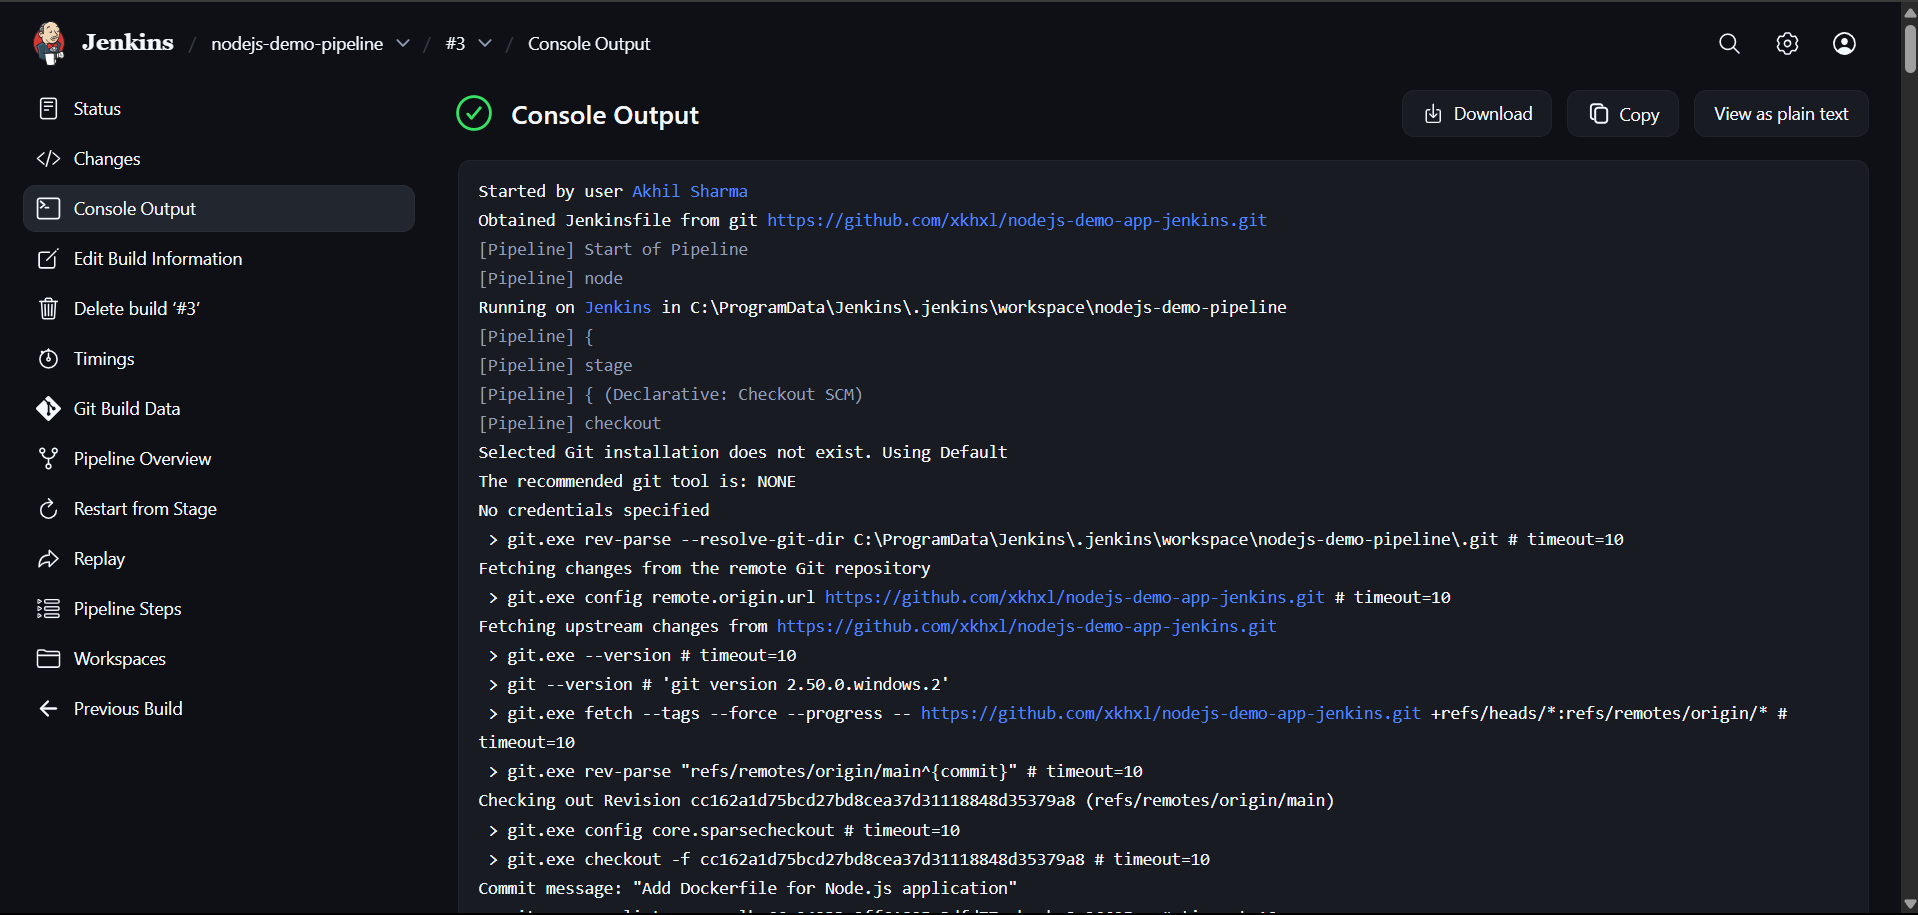 Jenkins / nodejs-demo-pipeline / #3 / Console Output
Status
Changes
Console Output
Edit Build Information
Delete build ‘#3’
Timings
Git Build Data
Pipeline Overview
Restart from Stage
Replay
Pipeline Steps
Workspaces
Previous Build
Console Output
Download
Copy
View as plain text
Started by user Akhil Sharma
Obtained Jenkinsfile from git https://github.com/xkhxl/nodejs-demo-app-jenkins.git
[Pipeline] Start of Pipeline
[Pipeline] node
Running on Jenkins in C:\ProgramData\Jenkins\.jenkins\workspace\nodejs-demo-pipeline
[Pipeline] {
[Pipeline] stage
[Pipeline] { (Declarative: Checkout SCM)
[Pipeline] checkout
Selected Git installation does not exist. Using Default
The recommended git tool is: NONE
No credentials specified
> git.exe rev-parse --resolve-git-dir C:\ProgramData\Jenkins\.jenkins\workspace\nodejs-demo-pipeline\.git # timeout=10
Fetching changes from the remote Git repository
> git.exe config remote.origin.url https://github.com/xkhxl/nodejs-demo-app-jenkins.git # timeout=10
Fetching upstream changes from https://github.com/xkhxl/nodejs-demo-app-jenkins.git
> git.exe --version # timeout=10
> git --version # 'git version 2.50.0.windows.2'
> git.exe fetch --tags --force --progress -- https://github.com/xkhxl/nodejs-demo-app-jenkins.git +refs/heads/*:refs/remotes/origin/* #
timeout=10
> git.exe rev-parse "refs/remotes/origin/main^{commit}" # timeout=10
Checking out Revision cc162a1d75bcd27bd8cea37d31118848d35379a8 (refs/remotes/origin/main)
> git.exe config core.sparsecheckout # timeout=10
> git.exe checkout -f cc162a1d75bcd27bd8cea37d31118848d35379a8 # timeout=10
Commit message: "Add Dockerfile for Node.js application"